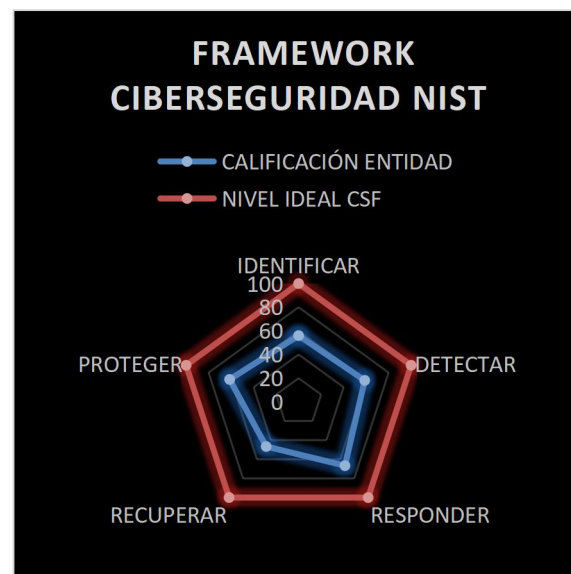 FRAMEWORK
CIBERSEGURIDAD NIST
CALIFICACIÓN ENTIDAD
NIVEL IDEAL CSF
IDENTIFICAR
100
80
60
40
20
0
PROTEGER
DETECTAR
RECUPERAR
RESPONDER